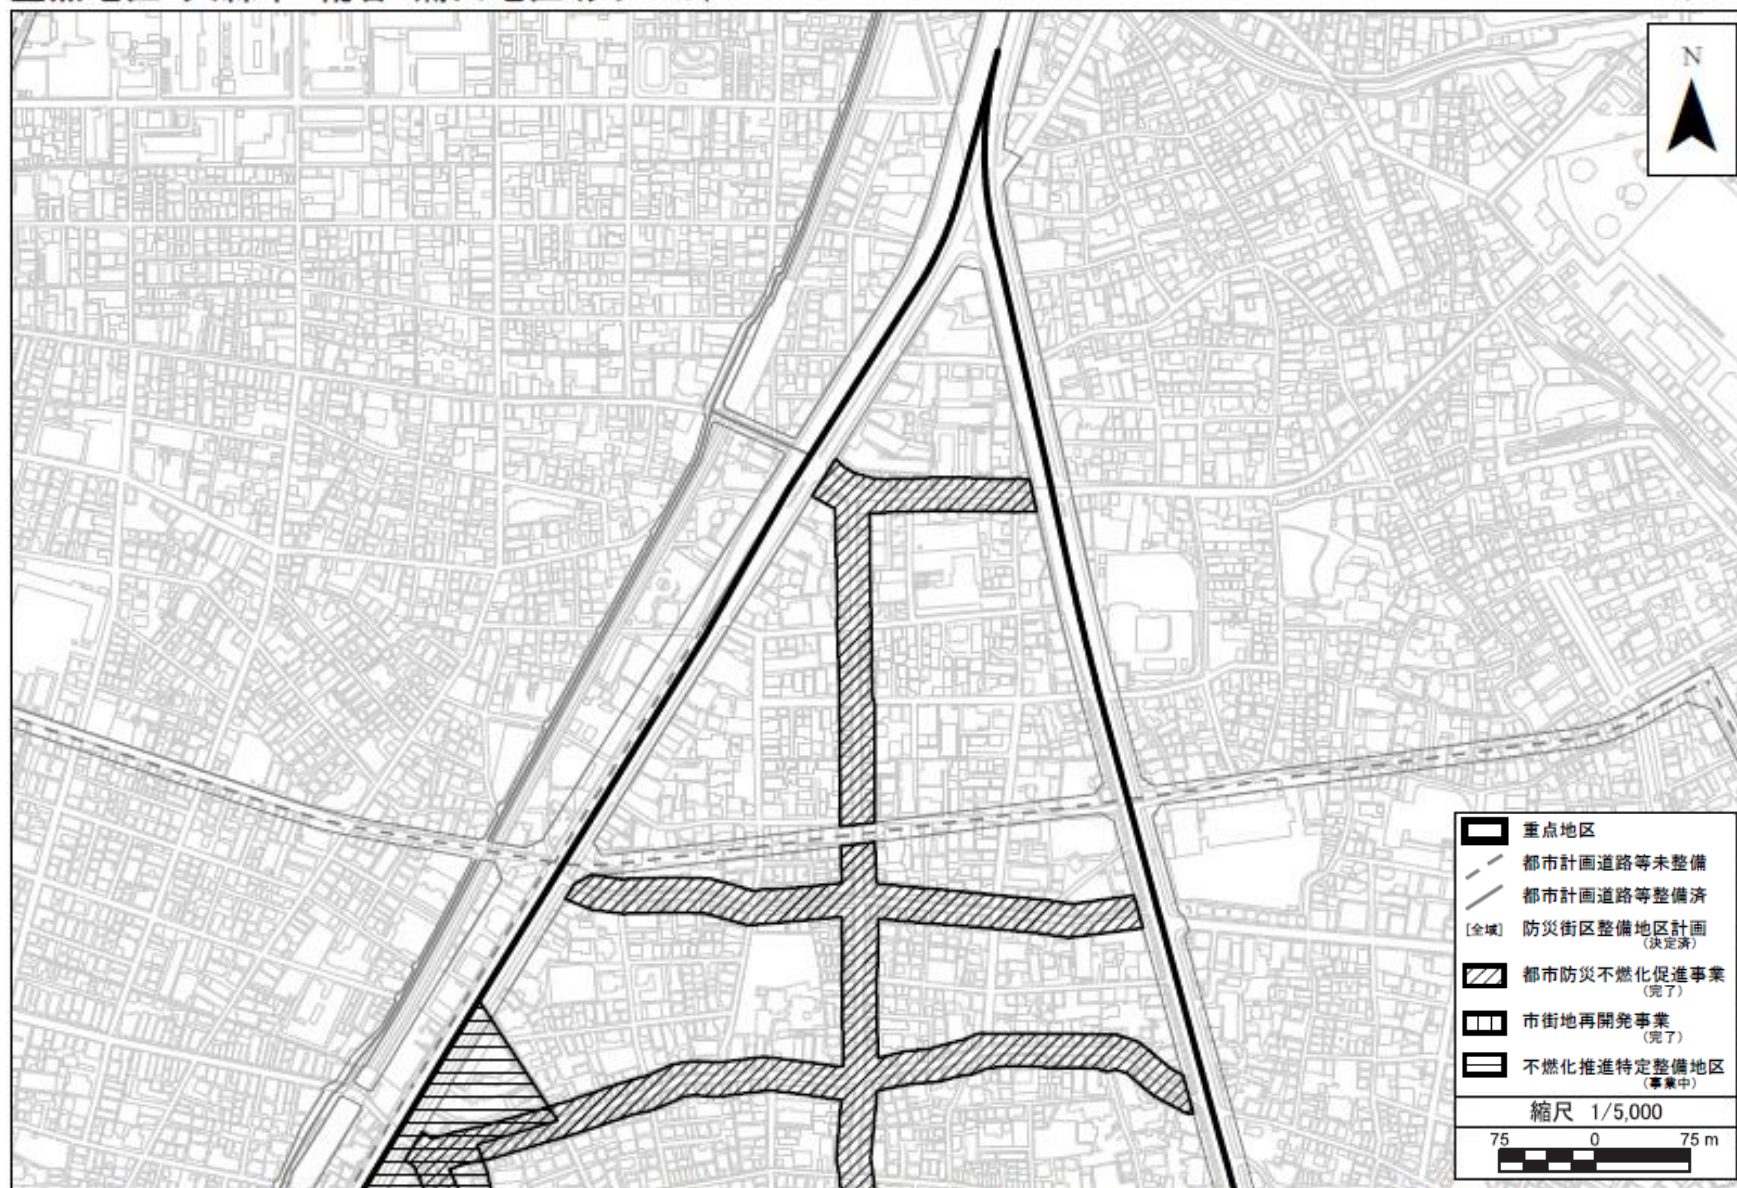 N
重点地区
都市計画道路等未整備
都市計画道路等整備済
[全域] 防災街区整備地区計画
(決定済)
都市防災不燃化促進事業
(完了)
市街地再開発事業
(完了)
不燃化推進特定整備地区
(事業中)
縮尺 1/5,000
75 0 75 m